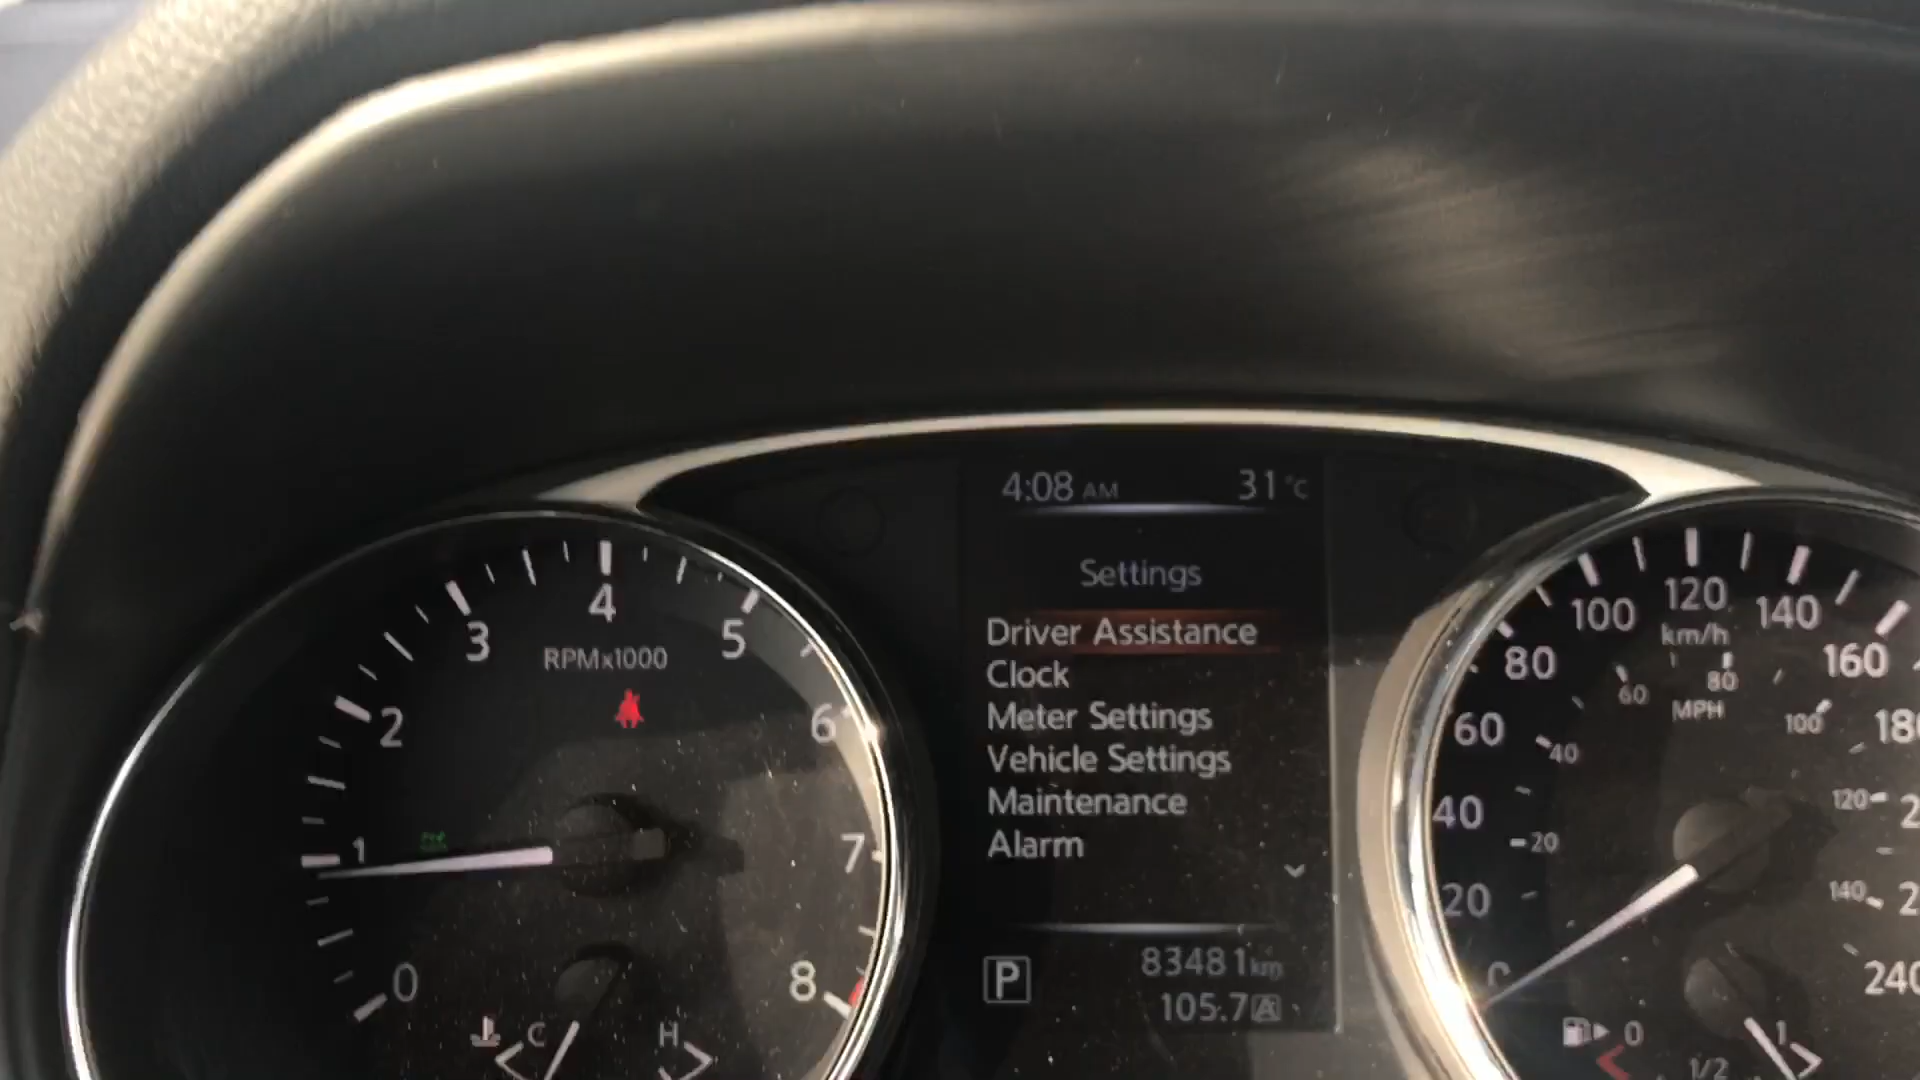 4:08 AM 31°C
Settings
Driver Assistance
Clock
Meter Settings
Vehicle Settings
Maintenance
Alarm
P 83481km
105.7 A
0
1
2
3
4
5
6
7
8
RPMx1000
C H
20
40
60
80
100
120
140
160
240
km/h
20
40
60
80
100
120
140
MPH
0 1/2 1